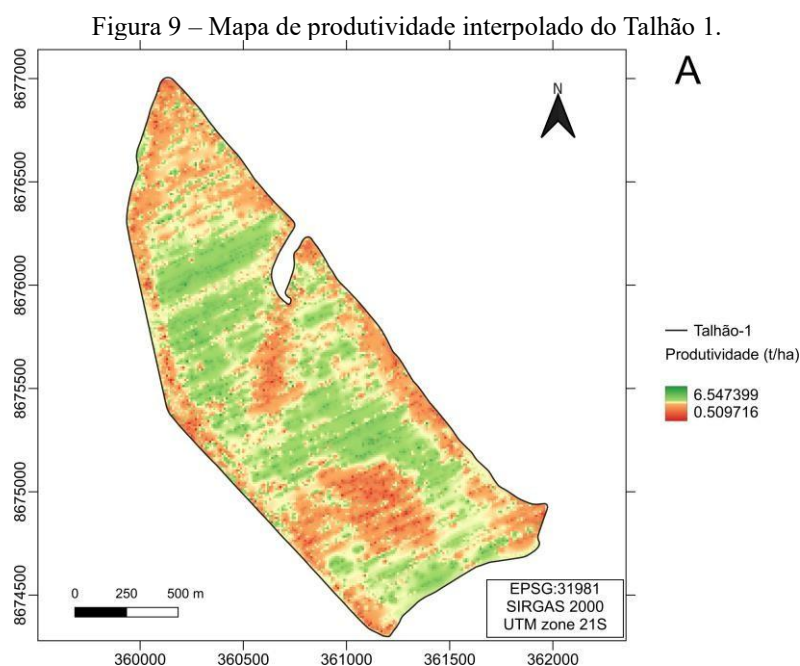 Figura 9 – Mapa de produtividade interpolado do Talhão 1.
A
N
8677000
8676500
8676000
8675500
8675000
8674500
Talhão-1
Produtividade (t/ha)
6.547399
0.509716
0 250 500 m
EPSG:31981
SIRGAS 2000
UTM zone 21S
360000 360500 361000 361500 362000